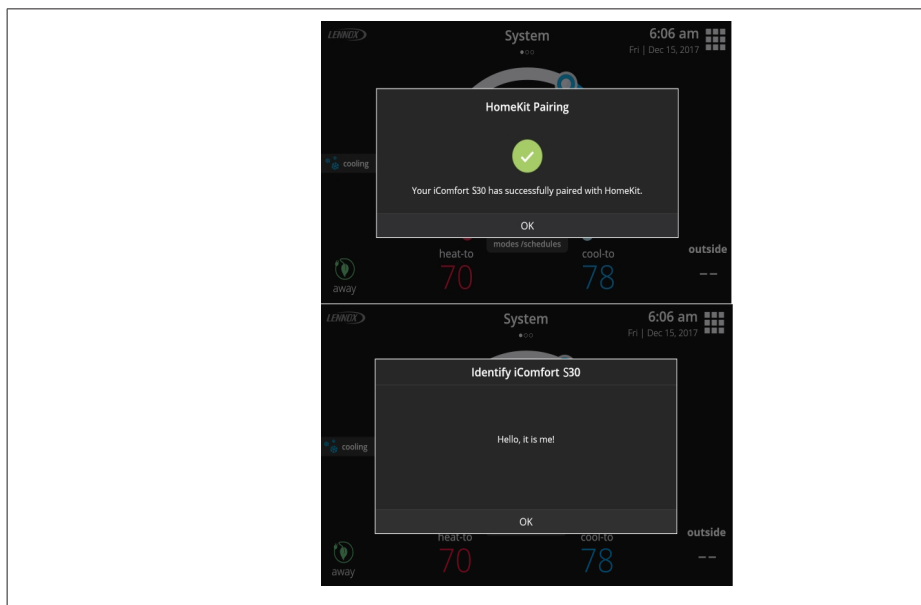 LENNOX
System
6:06 am
Fri | Dec 15, 2017
HomeKit Pairing
cooling
Your iComfort S30 has successfully paired with HomeKit.
OK
modes /schedules
heat-to
cool-to
outside
70
78
--
away
LENNOX
System
6:06 am
Fri | Dec 15, 2017
Identify iComfort S30
Hello, it is me!
cooling
OK
heat-to
cool-to
outside
70
78
--
away